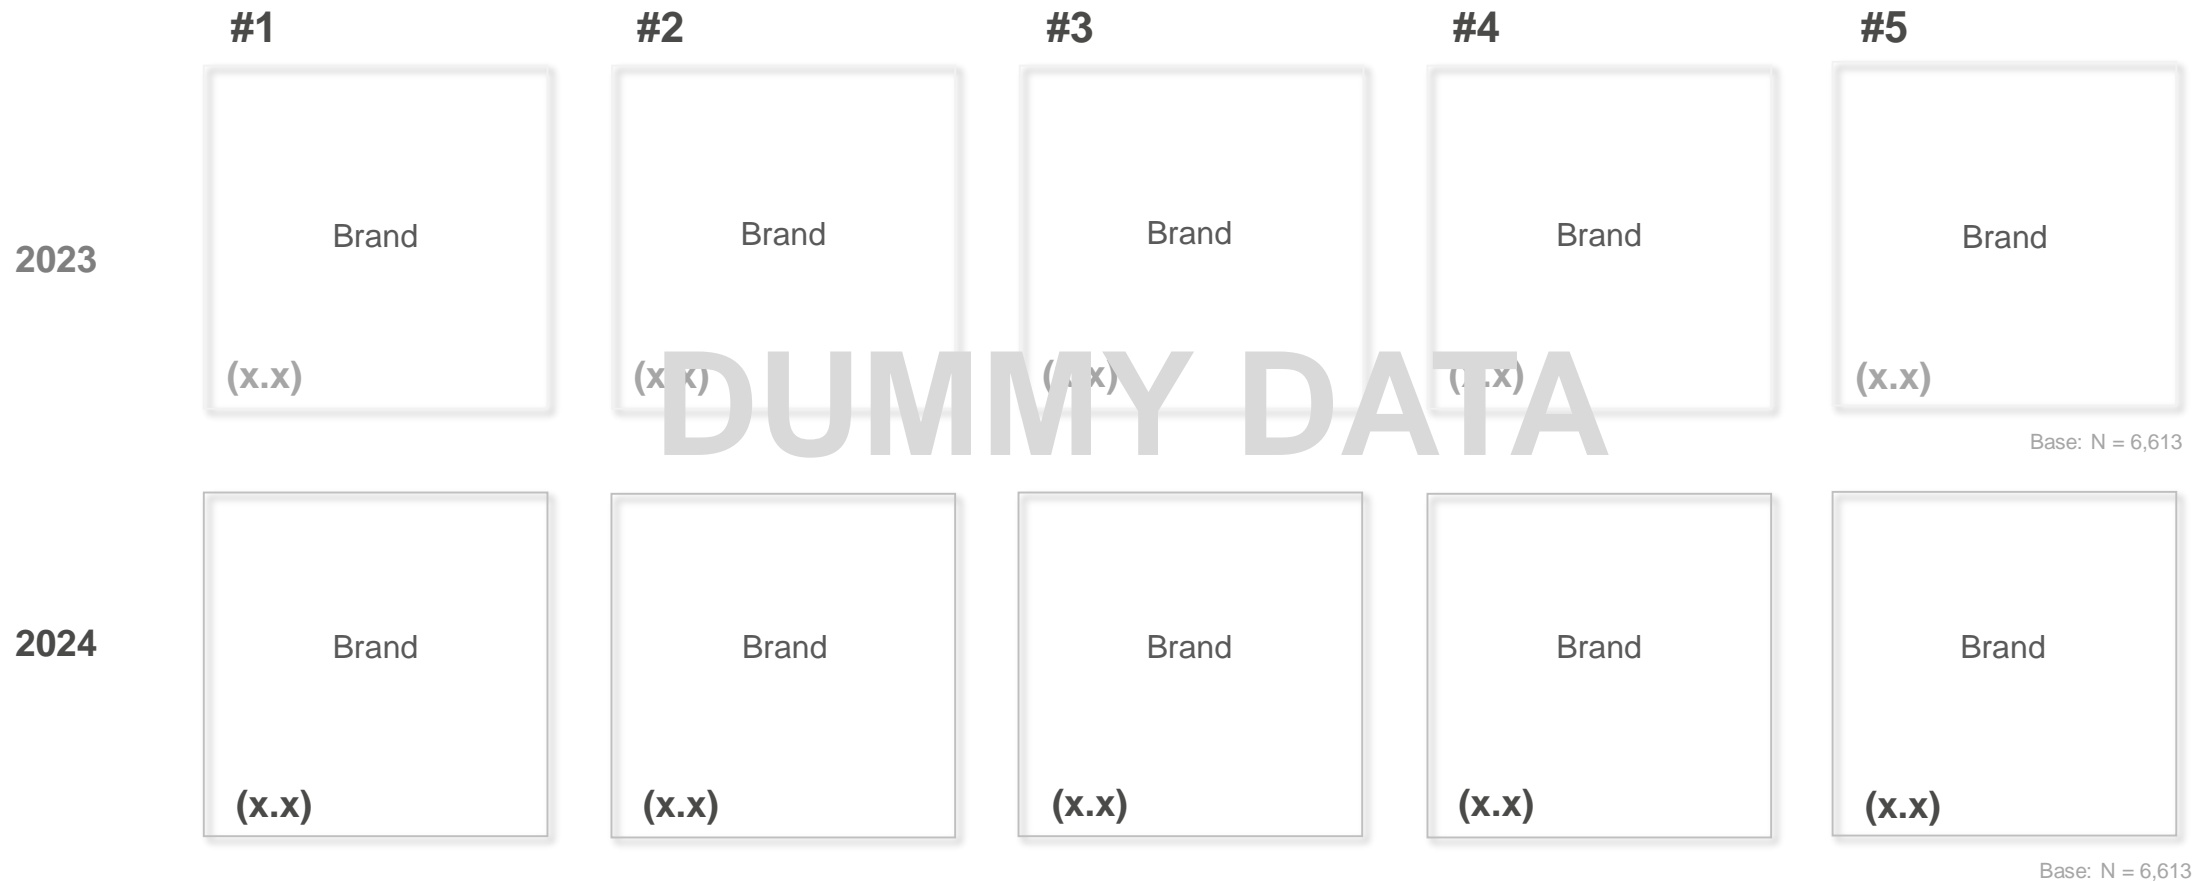 #1 #2 #3 #4 #5
2023 Brand Brand Brand Brand Brand
(x.x) (x.x) (x.x) (x.x) (x.x)
DUMMY DATA
Base: N = 6,613
2024 Brand Brand Brand Brand Brand
(x.x) (x.x) (x.x) (x.x) (x.x)
Base: N = 6,613